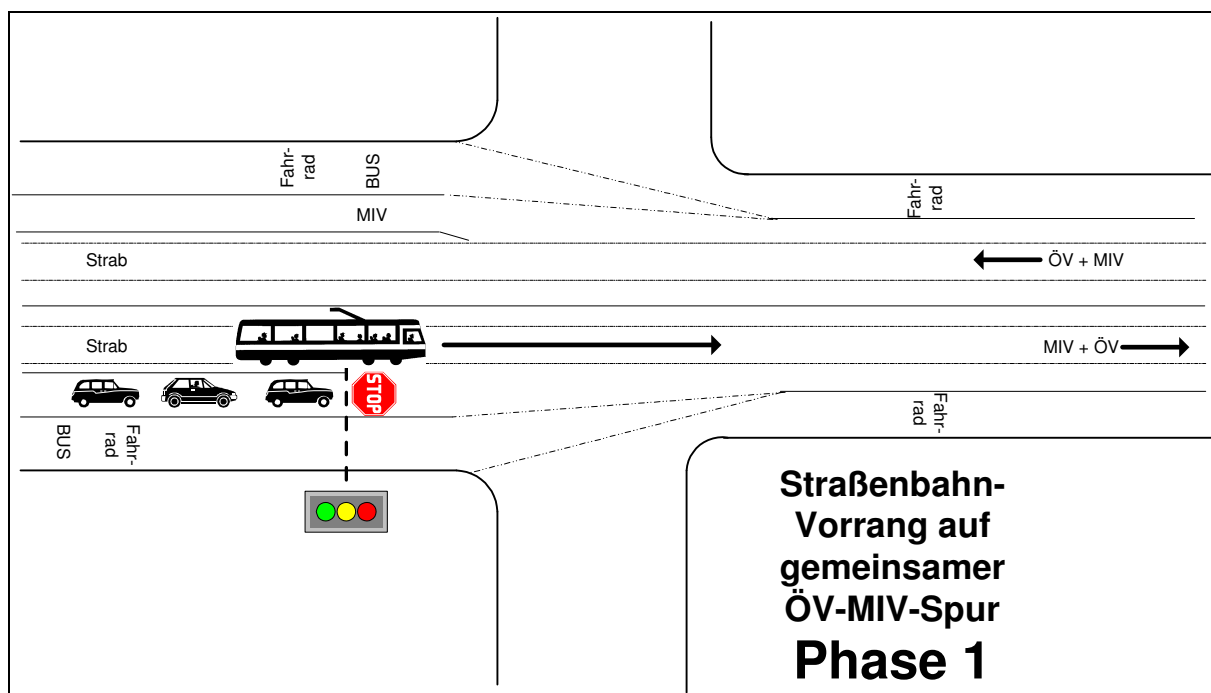 Fahr-
rad
BUS
MIV
Fahr-
rad
Strab
ÖV + MIV
Strab
MIV + ÖV
STOP
BUS
Fahr-
rad
Fahr-
rad
Straßenbahn-
Vorrang auf
gemeinsamer
ÖV-MIV-Spur
Phase 1